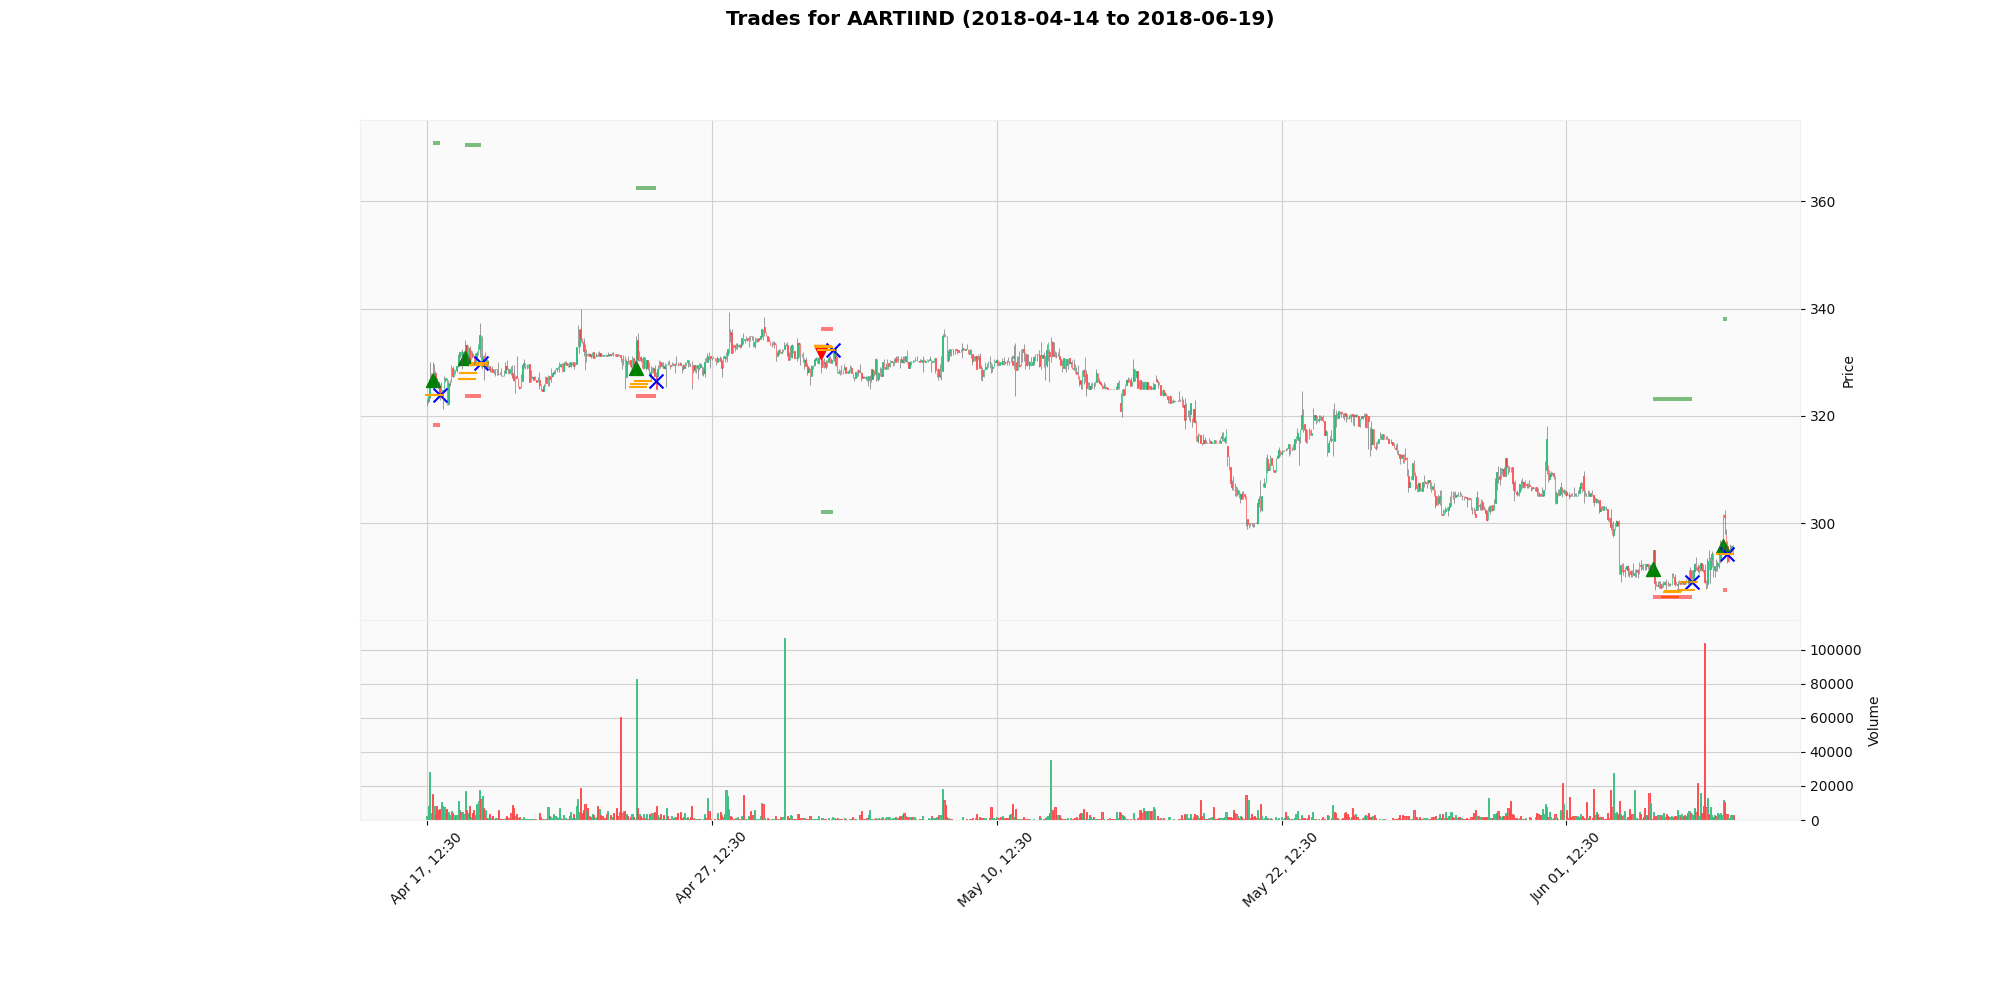 Trades for AARTIIND (2018-04-14 to 2018-06-19)
360
340
320
300
Price
100000
80000
60000
40000
20000
0
Volume
Apr 17, 12:30
Apr 27, 12:30
May 10, 12:30
May 22, 12:30
Jun 01, 12:30